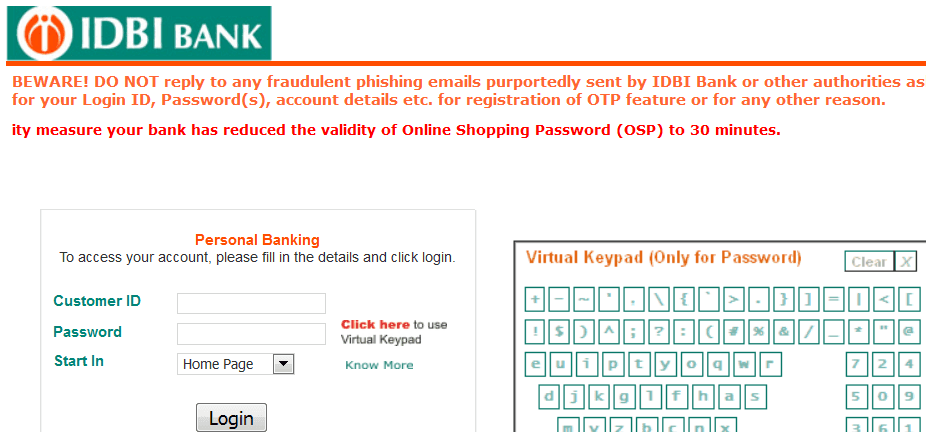 IDBI BANK
BEWARE! DO NOT reply to any fraudulent phishing emails purportedly sent by IDBI Bank or other authorities as
for your Login ID, Password(s), account details etc. for registration of OTP feature or for any other reason.
ity measure your bank has reduced the validity of Online Shopping Password (OSP) to 30 minutes.
Personal Banking
To access your account, please fill in the details and click login.
Customer ID
Password
Click here to use
Virtual Keypad
Start In
Home Page
Know More
Login
Virtual Keypad (Only for Password)
Clear X
+ - ~ ' , \ { ` > . } ] = | < [
! $ ) ^ ; ? : ( # % & / _ * " @
e u i p t y o q w r 7 2 4
d j k g l f h a s 5 0 9
m v z b c n x 3 6 1